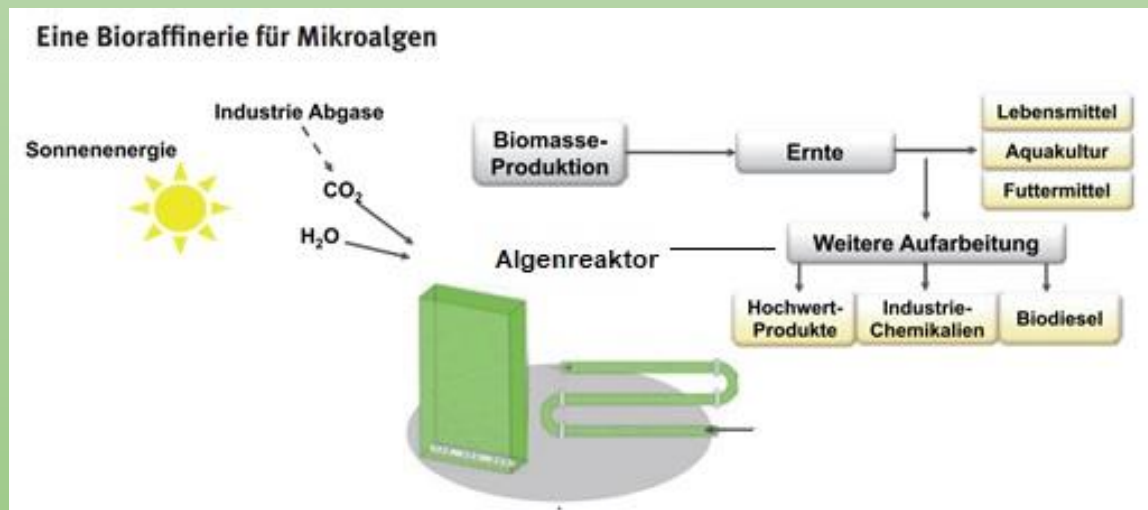 Eine Bioraffinerie für Mikroalgen
Industrie Abgase
Sonnenenergie
CO₂
H₂O
Biomasse-
Produktion
Ernte
Lebensmittel
Aquakultur
Futtermittel
Weitere Aufarbeitung
Algenreaktor
Hochwert-
Produkte
Industrie-
Chemikalien
Biodiesel